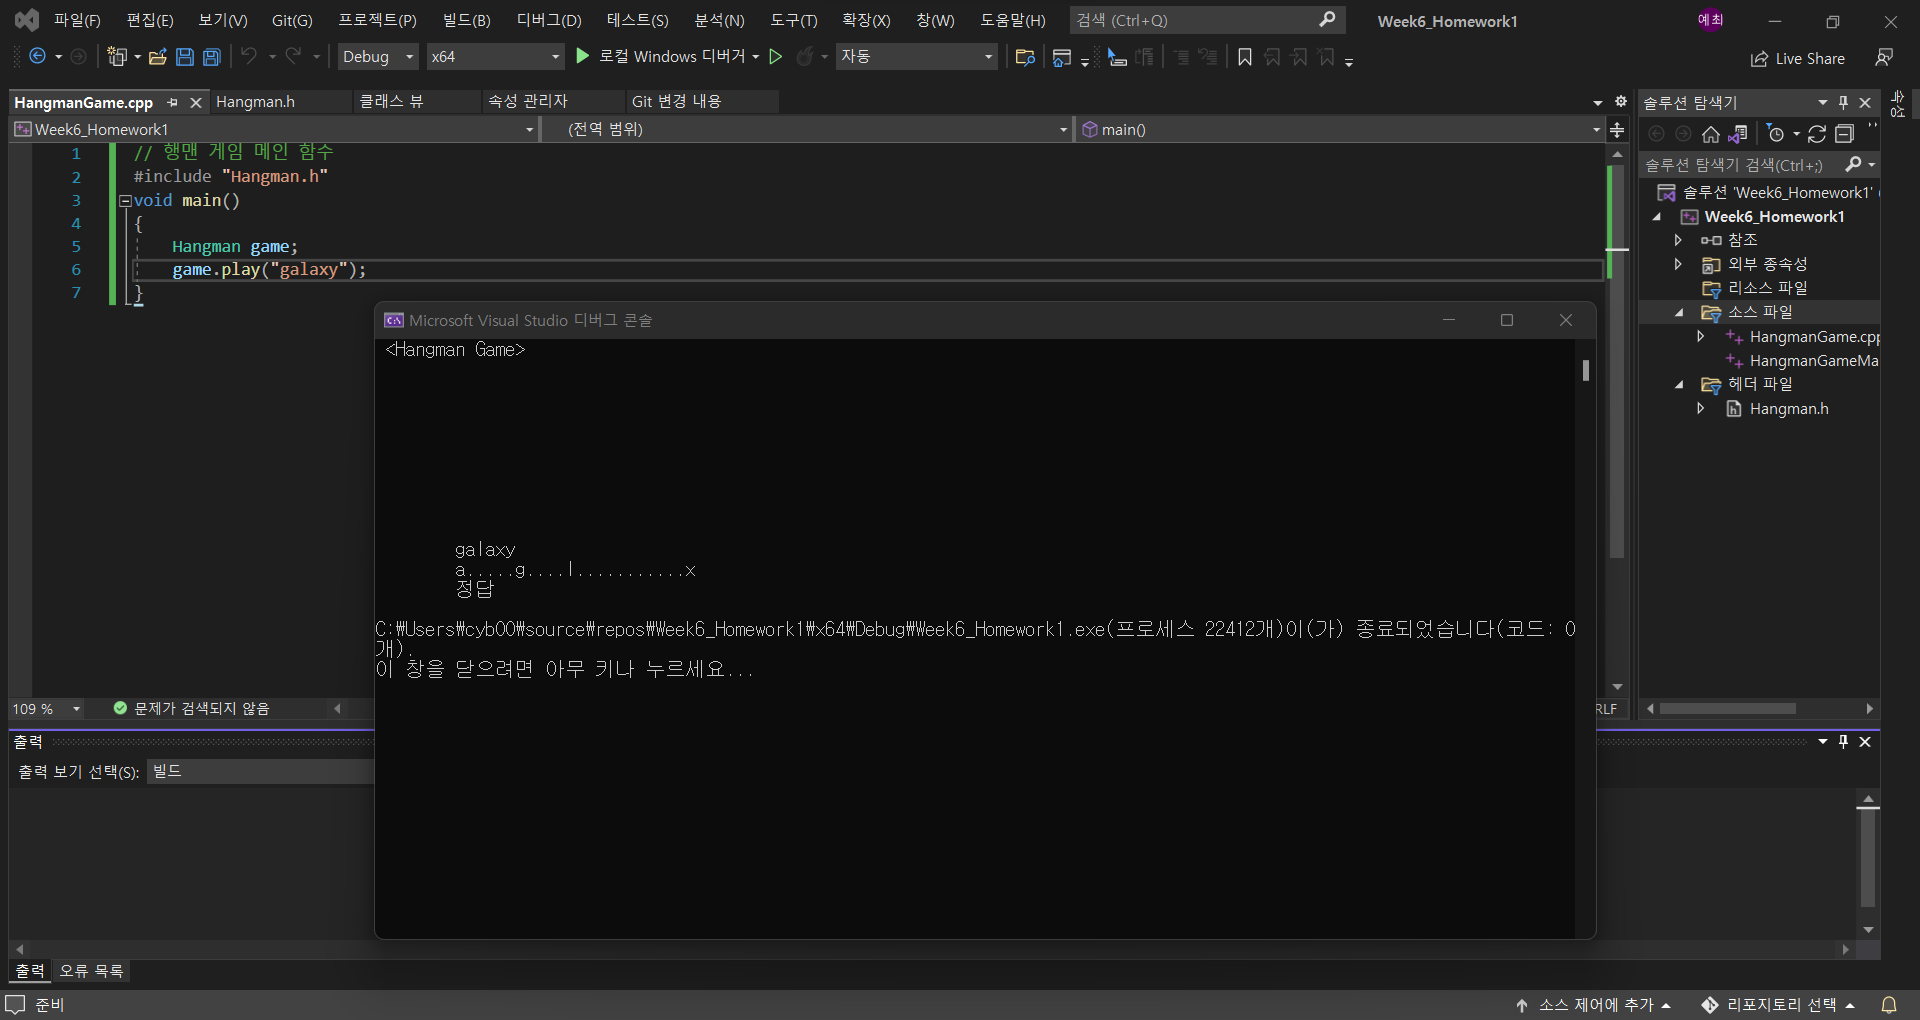 파일(F) 편집(E) 보기(V) Git(G) 프로젝트(P) 빌드(B) 디버그(D) 테스트(S) 분석(N) 도구(T) 확장(X) 창(W) 도움말(H) 검색 (Ctrl+Q) Week6_Homework1 예최
Debug x64 로컬 Windows 디버거 자동 Live Share
HangmanGame.cpp Hangman.h 클래스 뷰 속성 관리자 Git 변경 내용
Week6_Homework1 (전역 범위) main()
1 // 행맨 게임 메인 함수
2 #include "Hangman.h"
3 void main()
4 {
5 Hangman game;
6 game.play("galaxy");
7 }
Microsoft Visual Studio 디버그 콘솔
<Hangman Game>
galaxy
a.....g....l...........x
정답
C:₩Users₩cyb00₩source₩repos₩Week6_Homework1₩x64₩Debug₩Week6_Homework1.exe(프로세스 22412개)이(가) 종료되었습니다(코드: 0
개).
이 창을 닫으려면 아무 키나 누르세요...
109 % 문제가 검색되지 않음 RLF
솔루션 탐색기
솔루션 탐색기 검색(Ctrl+;)
솔루션 'Week6_Homework1' (
Week6_Homework1
참조
외부 종속성
리소스 파일
소스 파일
HangmanGame.cpp
HangmanGameMa
헤더 파일
Hangman.h
속성
출력
출력 보기 선택(S): 빌드
출력 오류 목록
준비 소스 제어에 추가 리포지토리 선택